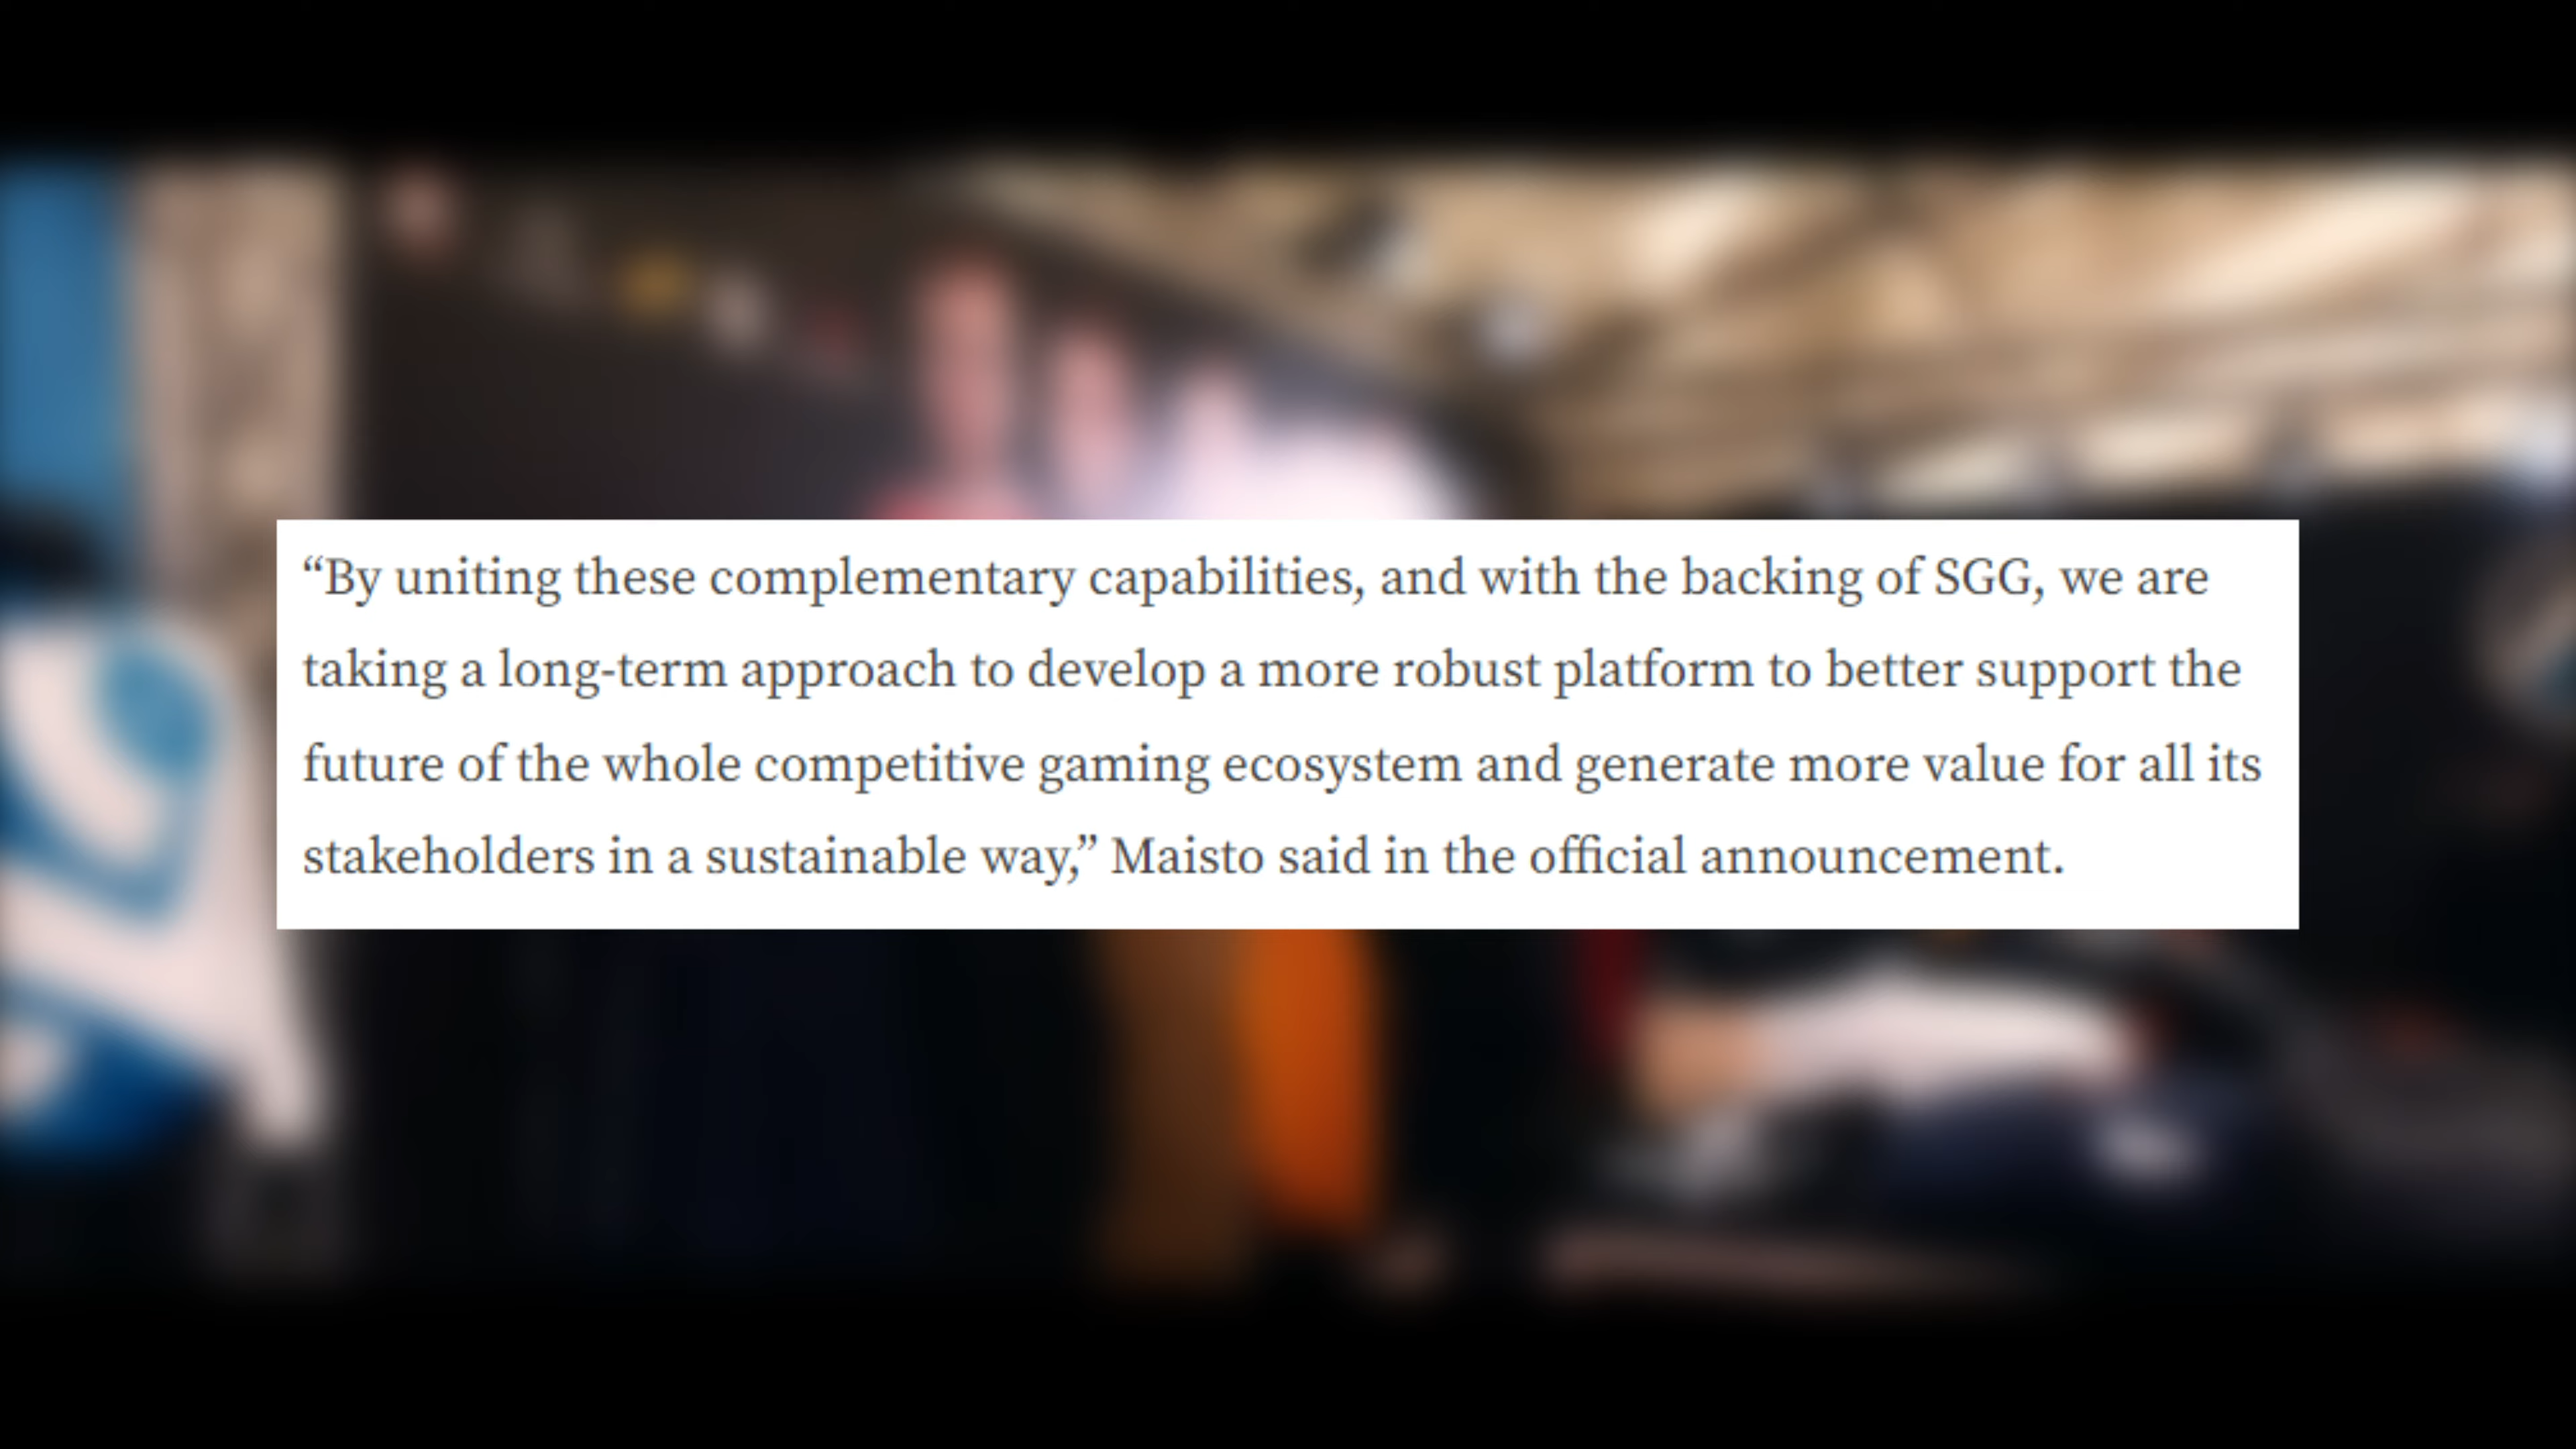 “By uniting these complementary capabilities, and with the backing of SGG, we are
taking a long-term approach to develop a more robust platform to better support the
future of the whole competitive gaming ecosystem and generate more value for all its
stakeholders in a sustainable way,” Maisto said in the official announcement.